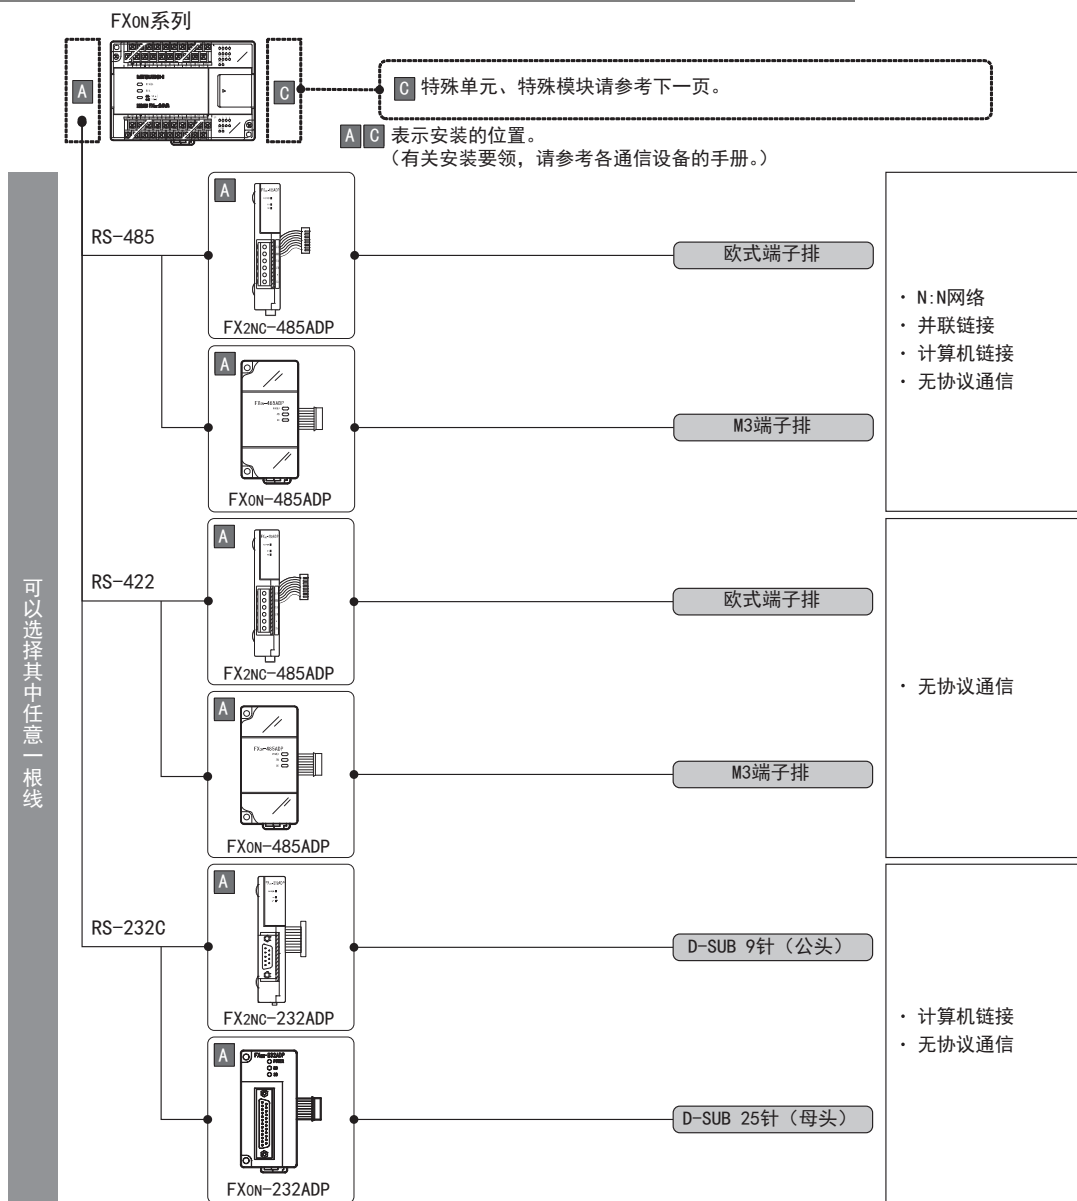 FX0N系列
A
C
C 特殊单元、特殊模块请参考下一页。
A C 表示安装的位置。
(有关安装要领，请参考各通信设备的手册。)
可以选择其中任意一根线
RS-485
A
FX2NC-485ADP
欧式端子排
A
FX0N-485ADP
FX0N-485ADP
M3端子排
· N:N网络
· 并联链接
· 计算机链接
· 无协议通信
RS-422
A
FX2NC-485ADP
欧式端子排
A
FX0N-485ADP
FX0N-485ADP
M3端子排
· 无协议通信
RS-232C
A
FX2NC-232ADP
D-SUB 9针（公头）
A
FX0N-232ADP
FX0N-232ADP
D-SUB 25针（母头）
· 计算机链接
· 无协议通信